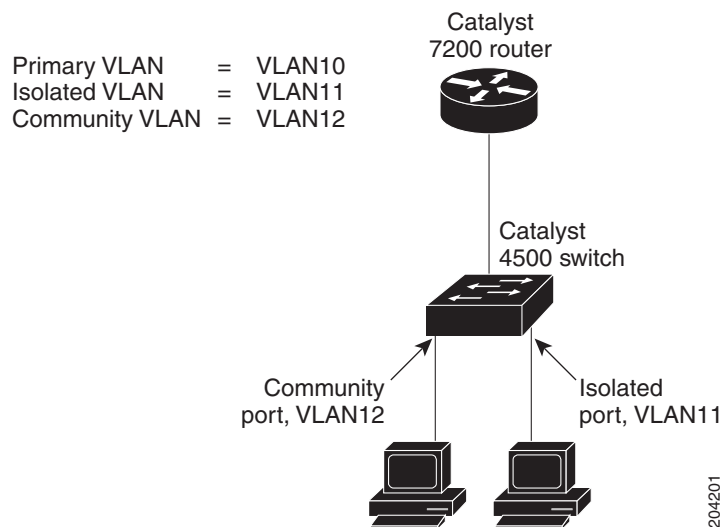 Primary VLAN = VLAN10
Isolated VLAN = VLAN11
Community VLAN = VLAN12
Catalyst
7200 router
Catalyst
4500 switch
Community
port, VLAN12
Isolated
port, VLAN11
204201